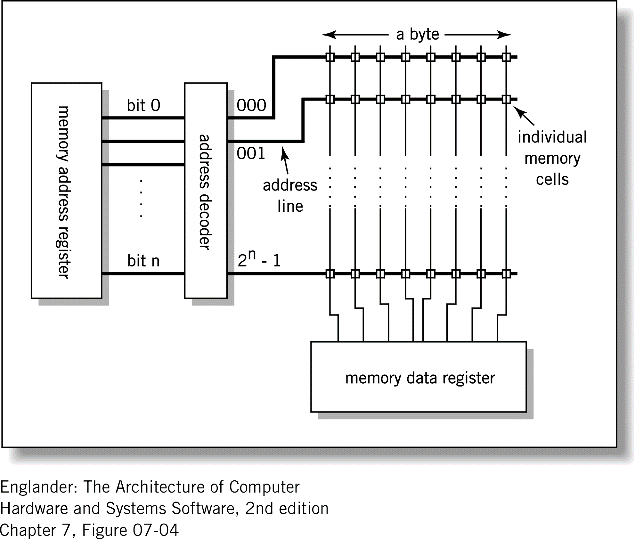 a byte
memory address register
bit 0
address decoder
000
001
address
line
individual
memory
cells
bit n
2ⁿ - 1
memory data register
Englander: The Architecture of Computer
Hardware and Systems Software, 2nd edition
Chapter 7, Figure 07-04